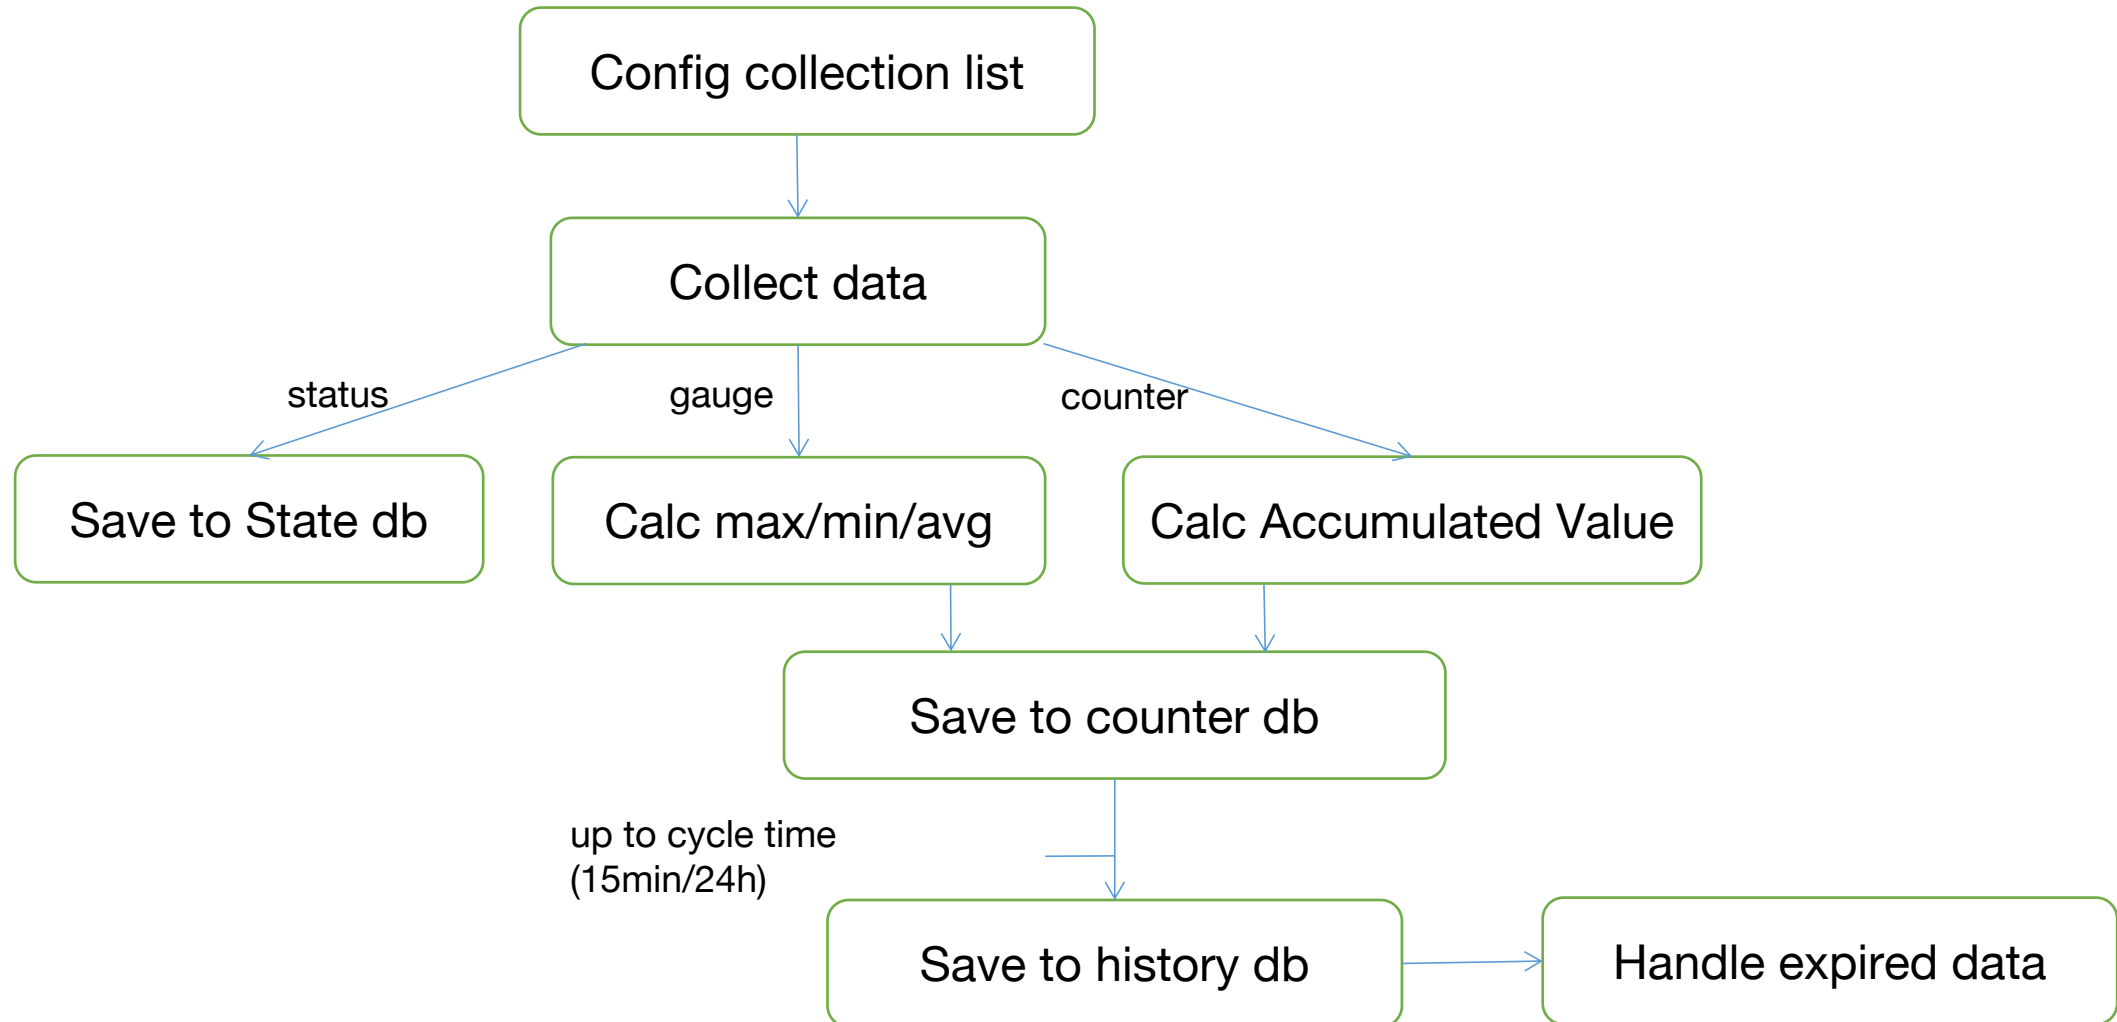 Config collection list
Collect data
status
gauge
counter
Save to State db
Calc max/min/avg
Calc Accumulated Value
Save to counter db
up to cycle time
(15min/24h)
Save to history db
Handle expired data